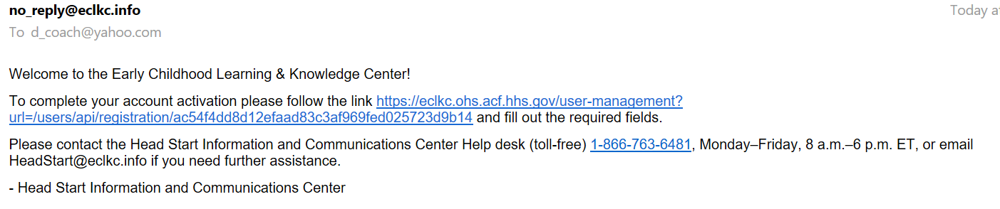 no_reply@eclkc.info
Today at
To d_coach@yahoo.com
Welcome to the Early Childhood Learning & Knowledge Center!
To complete your account activation please follow the link https://eclkc.ohs.acf.hhs.gov/user-management?
url=/users/api/registration/ac54f4dd8d12efaad83c3af969fed025723d9b14 and fill out the required fields.
Please contact the Head Start Information and Communications Center Help desk (toll-free) 1-866-763-6481, Monday–Friday, 8 a.m.–6 p.m. ET, or email
HeadStart@eclkc.info if you need further assistance.
- Head Start Information and Communications Center